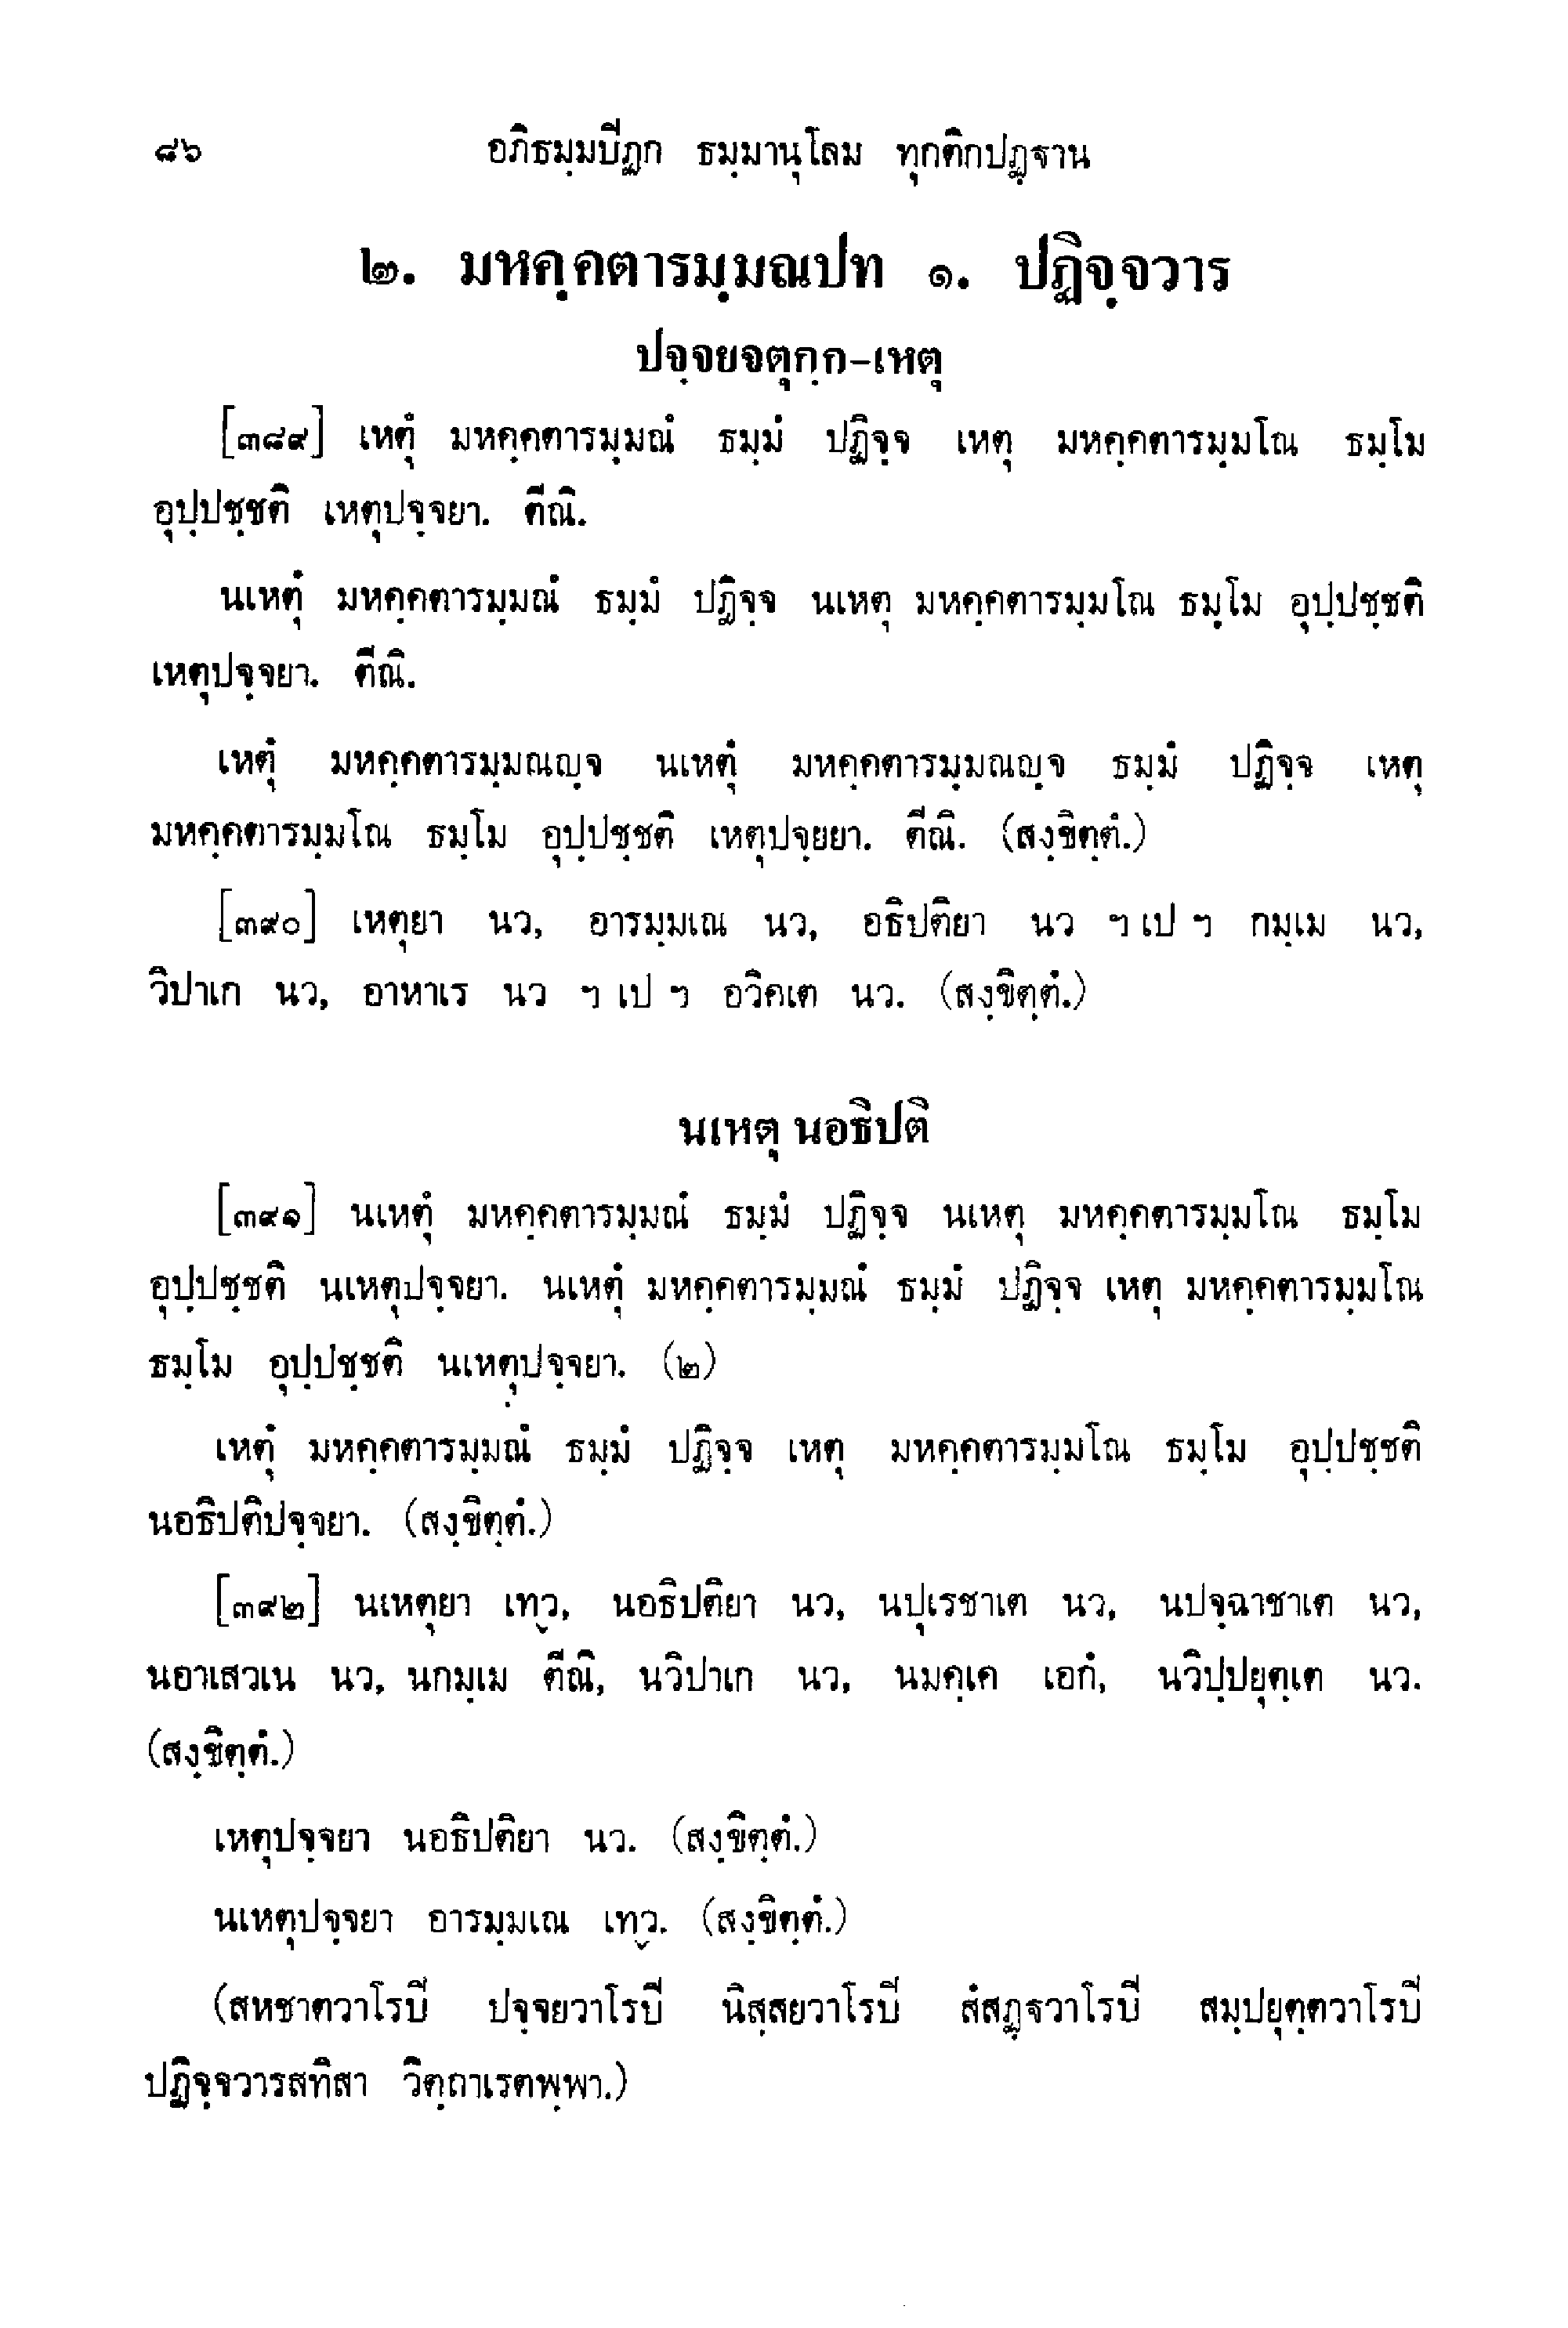 ๘๖ อภิธมฺมปิฏก ธมฺมานุโลม ทุกติกปฏฺฐาน
๒. มหคฺคตารมฺมณปท ๑. ปฏิจฺจวาร
ปจฺจยจตุกฺก-เหตุ
[๓๘๙] เหตุํ มหคฺคตารมฺมณํ ธมฺมํ ปฏิจฺจ เหตุ มหคฺคตารมฺมโณ ธมฺโม
อุปฺปชฺชติ เหตุปจฺจยา. ตีณิ.
นเหตุํ มหคฺคตารมฺมณํ ธมฺมํ ปฏิจฺจ นเหตุ มหคฺคตารมฺมโณ ธมฺโม อุปฺปชฺชติ
เหตุปจฺจยา. ตีณิ.
เหตุํ มหคฺคตารมฺมณญฺจ นเหตุํ มหคฺคตารมฺมณญฺจ ธมฺมํ ปฏิจฺจ เหตุ
มหคฺคตารมฺมโณ ธมฺโม อุปฺปชฺชติ เหตุปจฺยยา. ตีณิ. (สงฺขิตฺตํ.)
[๓๙๐] เหตุยา นว, อารมฺมเณ นว, อธิปติยา นว ฯ เป ฯ กมฺเม นว,
วิปาเก นว, อาหาเร นว ฯ เป ฯ อวิคเต นว. (สงฺขิตฺตํ.)
นเหตุ นอธิปติ
[๓๙๑] นเหตุํ มหคฺคตารมฺมณํ ธมฺมํ ปฏิจฺจ นเหตุ มหคฺคตารมฺมโณ ธมฺโม
อุปฺปชฺชติ นเหตุปจฺจยา. นเหตุํ มหคฺคตารมฺมณํ ธมฺมํ ปฏิจฺจ เหตุ มหคฺคตารมฺมโณ
ธมฺโม อุปฺปชฺชติ นเหตุปจฺจยา. (๒)
เหตุํ มหคฺคตารมฺมณํ ธมฺมํ ปฏิจฺจ เหตุ มหคฺคตารมฺมโณ ธมฺโม อุปฺปชฺชติ
นอธิปติปจฺจยา. (สงฺขิตฺตํ.)
[๓๙๒] นเหตุยา เทฺว, นอธิปติยา นว, นปุเรชาเต นว, นปจฺฉาชาเต นว,
นอาเสวเน นว, นกมฺเม ตีณิ, นวิปาเก นว, นมคฺเค เอกํ, นวิปฺปยุตฺเต นว.
(สงฺขิตฺตํ.)
เหตุปจฺจยา นอธิปติยา นว. (สงฺขิตฺตํ.)
นเหตุปจฺจยา อารมฺมเณ เทฺว. (สงฺขิตฺตํ.)
(สหชาตวาโรปิ ปจฺจยวาโรปิ นิสฺสยวาโรปิ สํสฏฺฐวาโรปิ สมฺปยุตฺตวาโรปิ
ปฏิจฺจวารสทิสา วิตฺถาเรตพฺพา.)